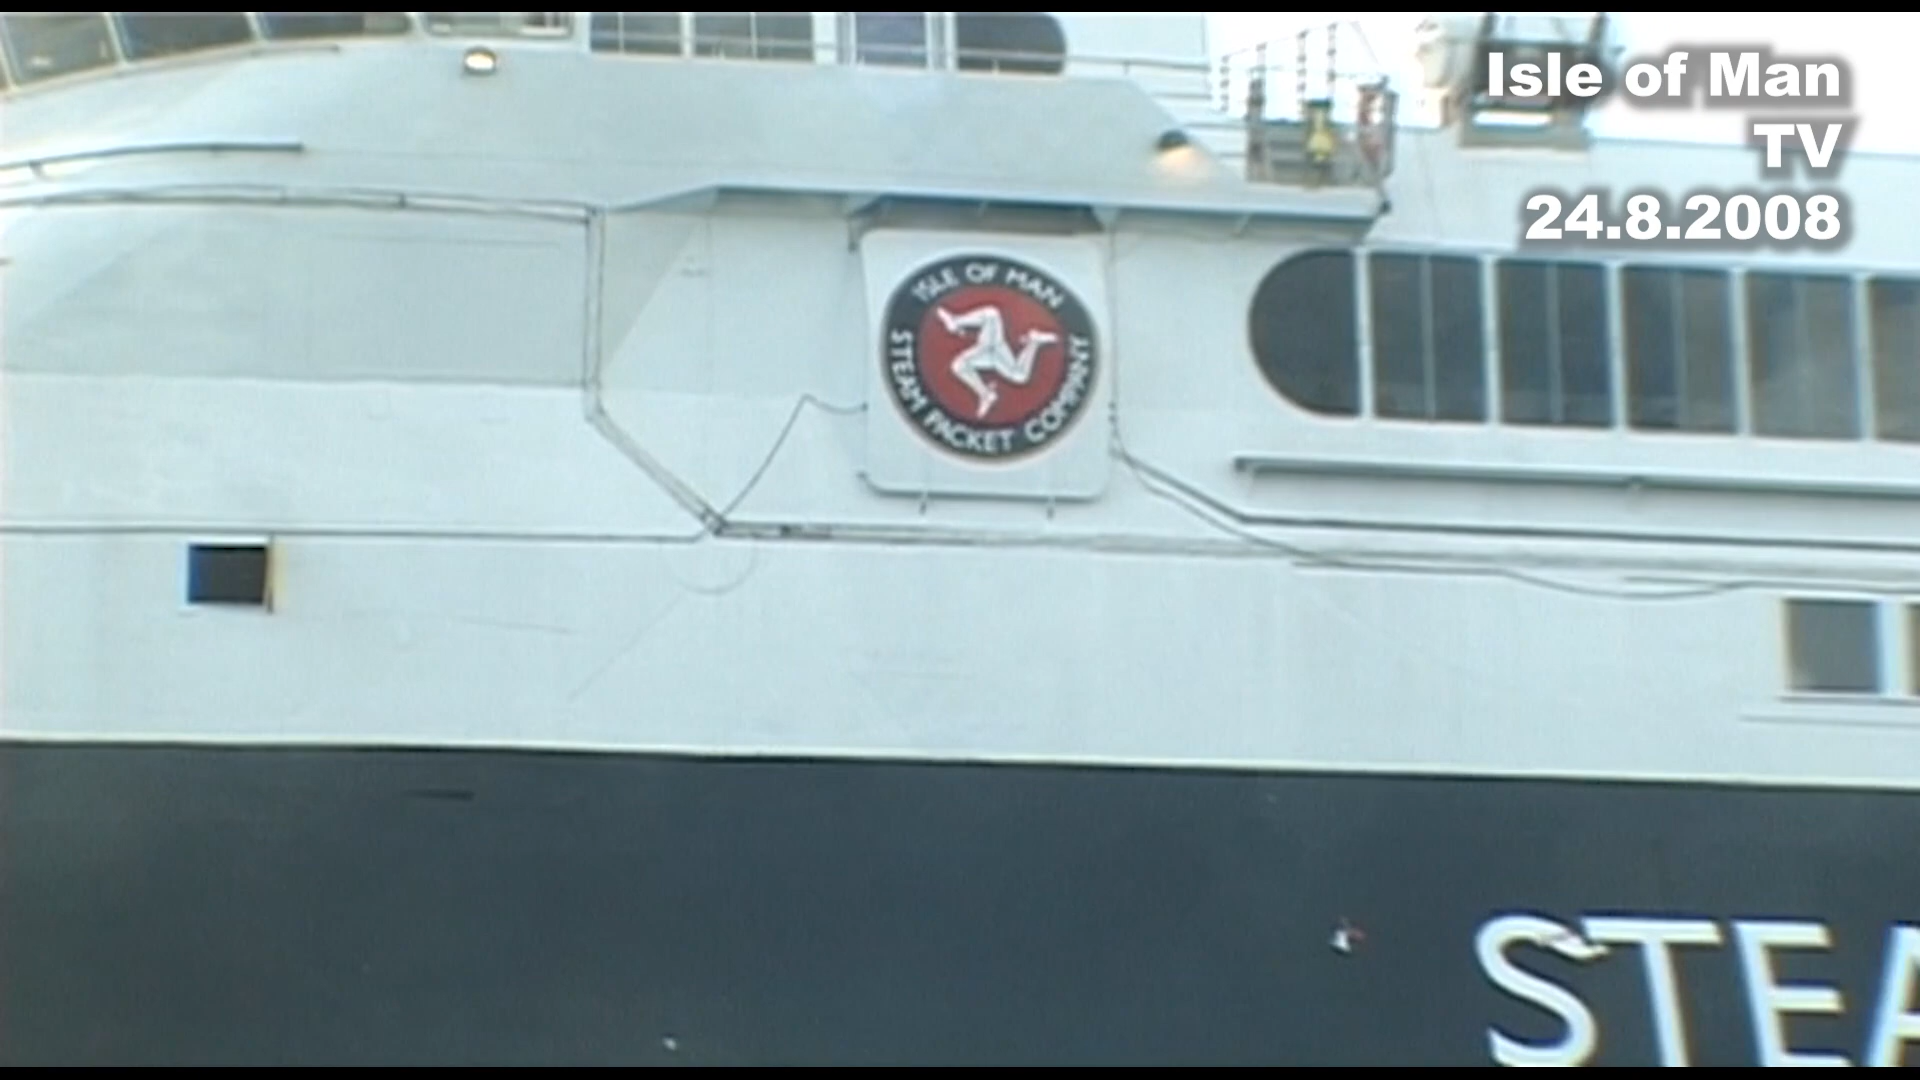 Isle of Man
TV
24.8.2008
ISLE OF MAN
STEAM PACKET COMPANY
STEA